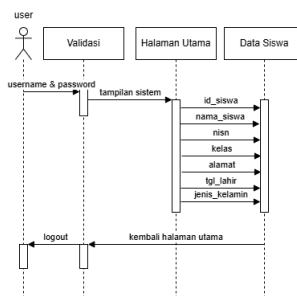 user
Validasi
Halaman Utama
Data Siswa
username & password
tampilan sistem
id_siswa
nama_siswa
nisn
kelas
alamat
tgl_lahir
jenis_kelamin
logout
kembali halaman utama